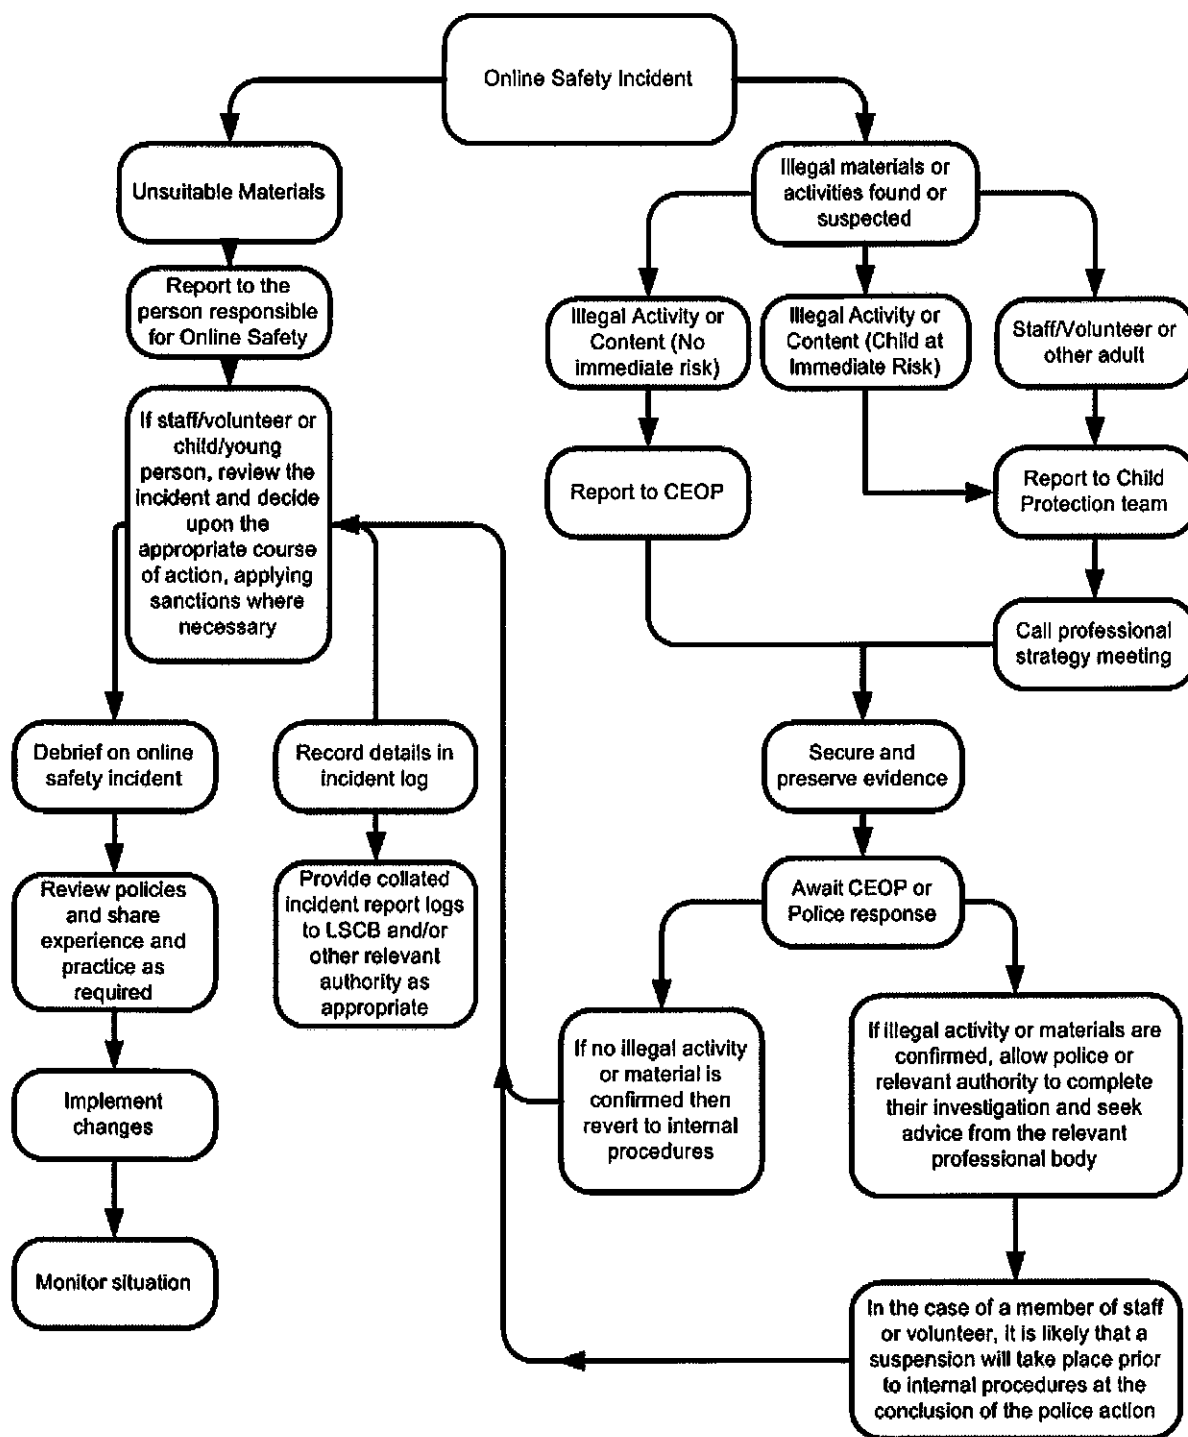 Online Safety Incident
Unsuitable Materials
Report to the
person responsible
for Online Safety
If staff/volunteer or
child/young
person, review the
incident and decide
upon the
appropriate course
of action, applying
sanctions where
necessary
Debrief on online
safety incident
Review policies
and share
experience and
practice as
required
Implement
changes
Monitor situation
Record details in
incident log
Provide collated
incident report logs
to LSCB and/or
other relevant
authority as
appropriate
Illegal materials or
activities found or
suspected
Illegal Activity or
Content (No
immediate risk)
Illegal Activity or
Content (Child at
Immediate Risk)
Staff/Volunteer or
other adult
Report to CEOP
Report to Child
Protection team
Call professional
strategy meeting
Secure and
preserve evidence
Await CEOP or
Police response
If no illegal activity
or material is
confirmed then
revert to internal
procedures
If illegal activity or materials are
confirmed, allow police or
relevant authority to complete
their investigation and seek
advice from the relevant
professional body
In the case of a member of staff
or volunteer, it is likely that a
suspension will take place prior
to internal procedures at the
conclusion of the police action